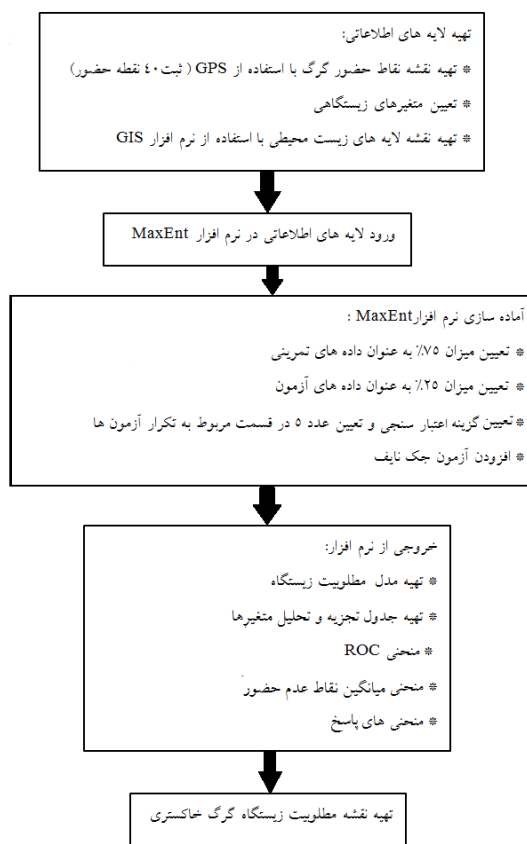 تهیه لایه های اطلاعاتی:
* تهیه نقشه نقاط حضور گرگ با استفاده از GPS ( ثبت ٤٠ نقطه حضور)
* تعیین متغیرهای زیستگاهی
* تهیه نقشه لایه های زیست محیطی با استفاده از نرم افزار GIS
ورود لایه های اطلاعاتی در نرم افزار MaxEnt
آماده سازی نرم افزارMaxEnt :
* تعیین میزان ٧٥٪ به عنوان داده های تمرینی
* تعیین میزان ٢٥٪ به عنوان داده های آزمون
* تعیین گزینه اعتبار سنجی و تعیین عدد ٥ در قسمت مربوط به تکرار آزمون ها
* افزودن آزمون جک نایف
خروجی از نرم افزار:
* تهیه مدل مطلوبیت زیستگاه
* تهیه جدول تجزیه و تحلیل متغیرها
* منحنی ROC
* منحنی میانگین نقاط عدم حضور
* منحنی های پاسخ
تهیه نقشه مطلوبیت زیستگاه گرگ خاکستری